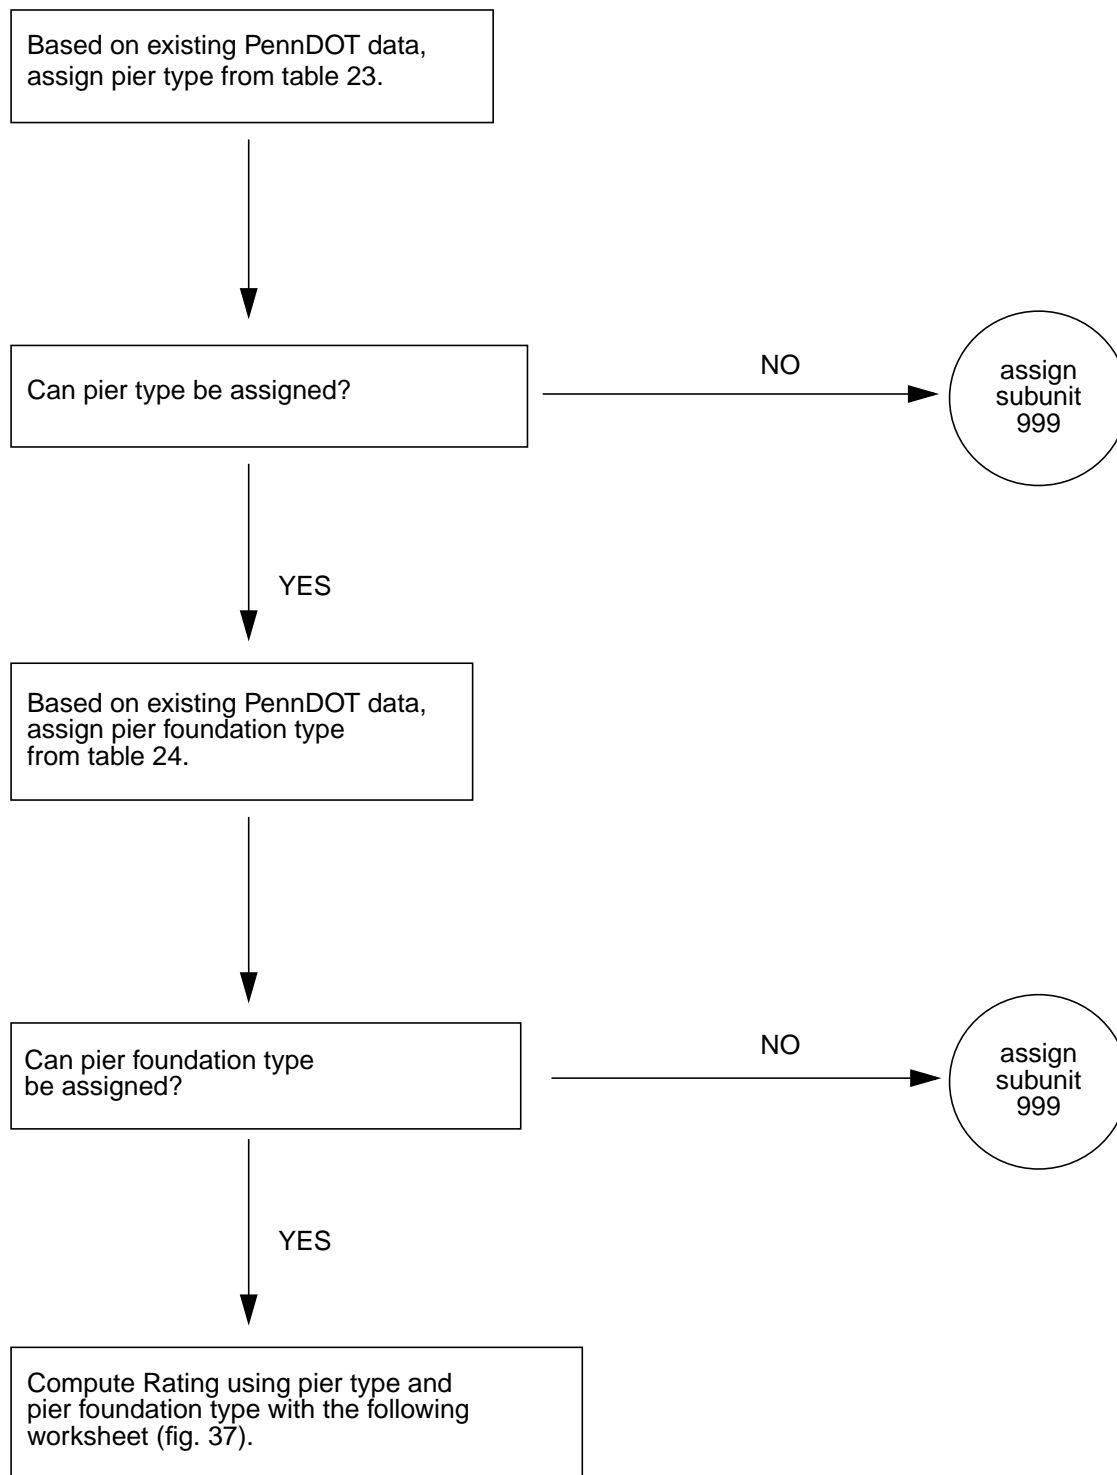 Based on existing PennDOT data,
assign pier type from table 23.
Can pier type be assigned?
NO
assign
subunit
999
YES
Based on existing PennDOT data,
assign pier foundation type
from table 24.
Can pier foundation type
be assigned?
NO
assign
subunit
999
YES
Compute Rating using pier type and
pier foundation type with the following
worksheet (fig. 37).